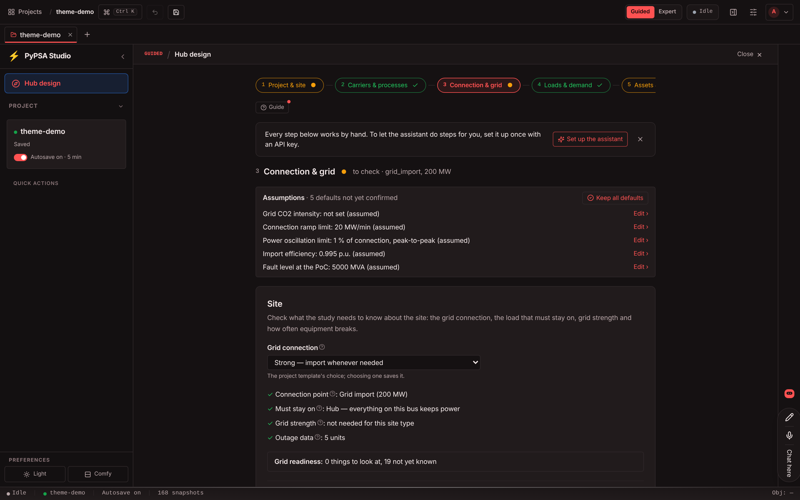 Projects / theme-demo
Ctrl K
Guided
Expert
Idle
A
theme-demo
PyPSA Studio
GUIDED / Hub design
Close
Hub design
1 Project & site
2 Carriers & processes
3 Connection & grid
4 Loads & demand
5 Assets
PROJECT
Guide
theme-demo
Saved
Autosave on · 5 min
Every step below works by hand. To let the assistant do steps for you, set it up once with
an API key.
Set up the assistant
3 Connection & grid
to check · grid_import, 200 MW
QUICK ACTIONS
Assumptions · 5 defaults not yet confirmed
Keep all defaults
Grid CO2 intensity: not set (assumed)
Edit ›
Connection ramp limit: 20 MW/min (assumed)
Edit ›
Power oscillation limit: 1 % of connection, peak-to-peak (assumed)
Edit ›
Import efficiency: 0.995 p.u. (assumed)
Edit ›
Fault level at the PoC: 5000 MVA (assumed)
Edit ›
Site
Check what the study needs to know about the site: the grid connection, the load that must stay on, grid strength and
how often equipment breaks.
Grid connection
Strong — import whenever needed
The project template's choice; choosing one saves it.
Connection point : Grid import (200 MW)
Must stay on : Hub — everything on this bus keeps power
Grid strength : not needed for this site type
Outage data : 5 units
Grid readiness: 0 things to look at, 19 not yet known
Chat here
PREFERENCES
Light
Comfy
Idle
theme-demo
Autosave on
168 snapshots
Obj: —